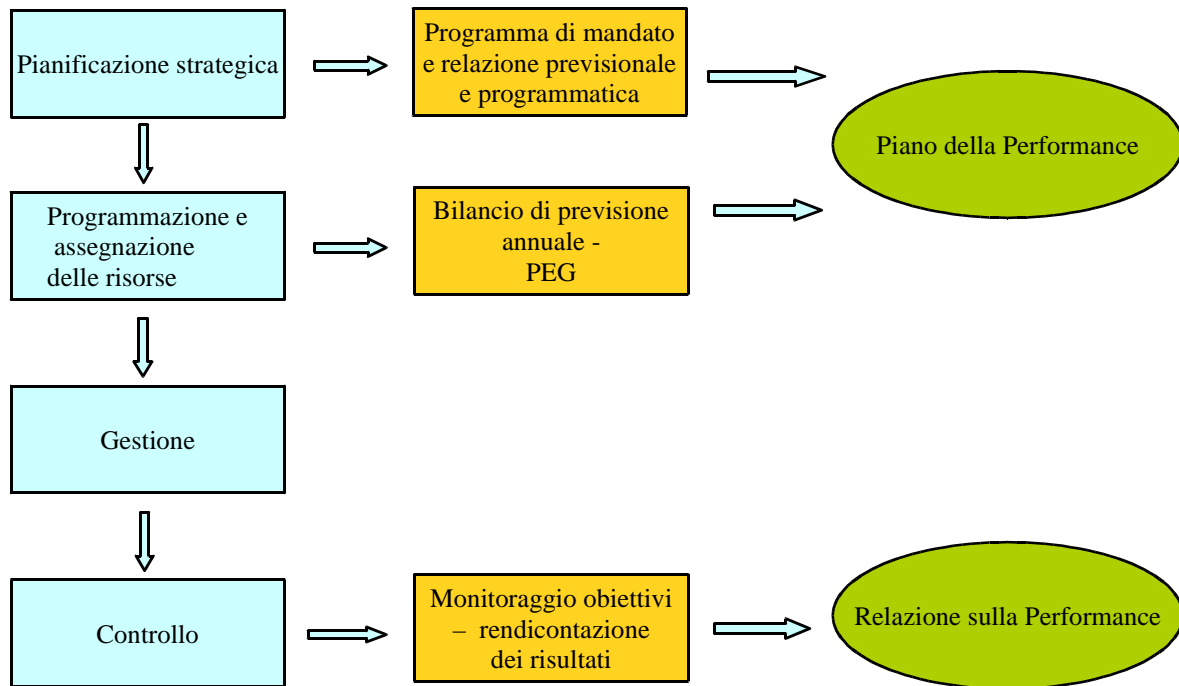 Pianificazione strategica
Programma di mandato
e relazione previsionale
e programmatica
Piano della Performance
Programmazione e
assegnazione
delle risorse
Bilancio di previsione
annuale -
PEG
Gestione
Controllo
Monitoraggio obiettivi
– rendicontazione
dei risultati
Relazione sulla Performance